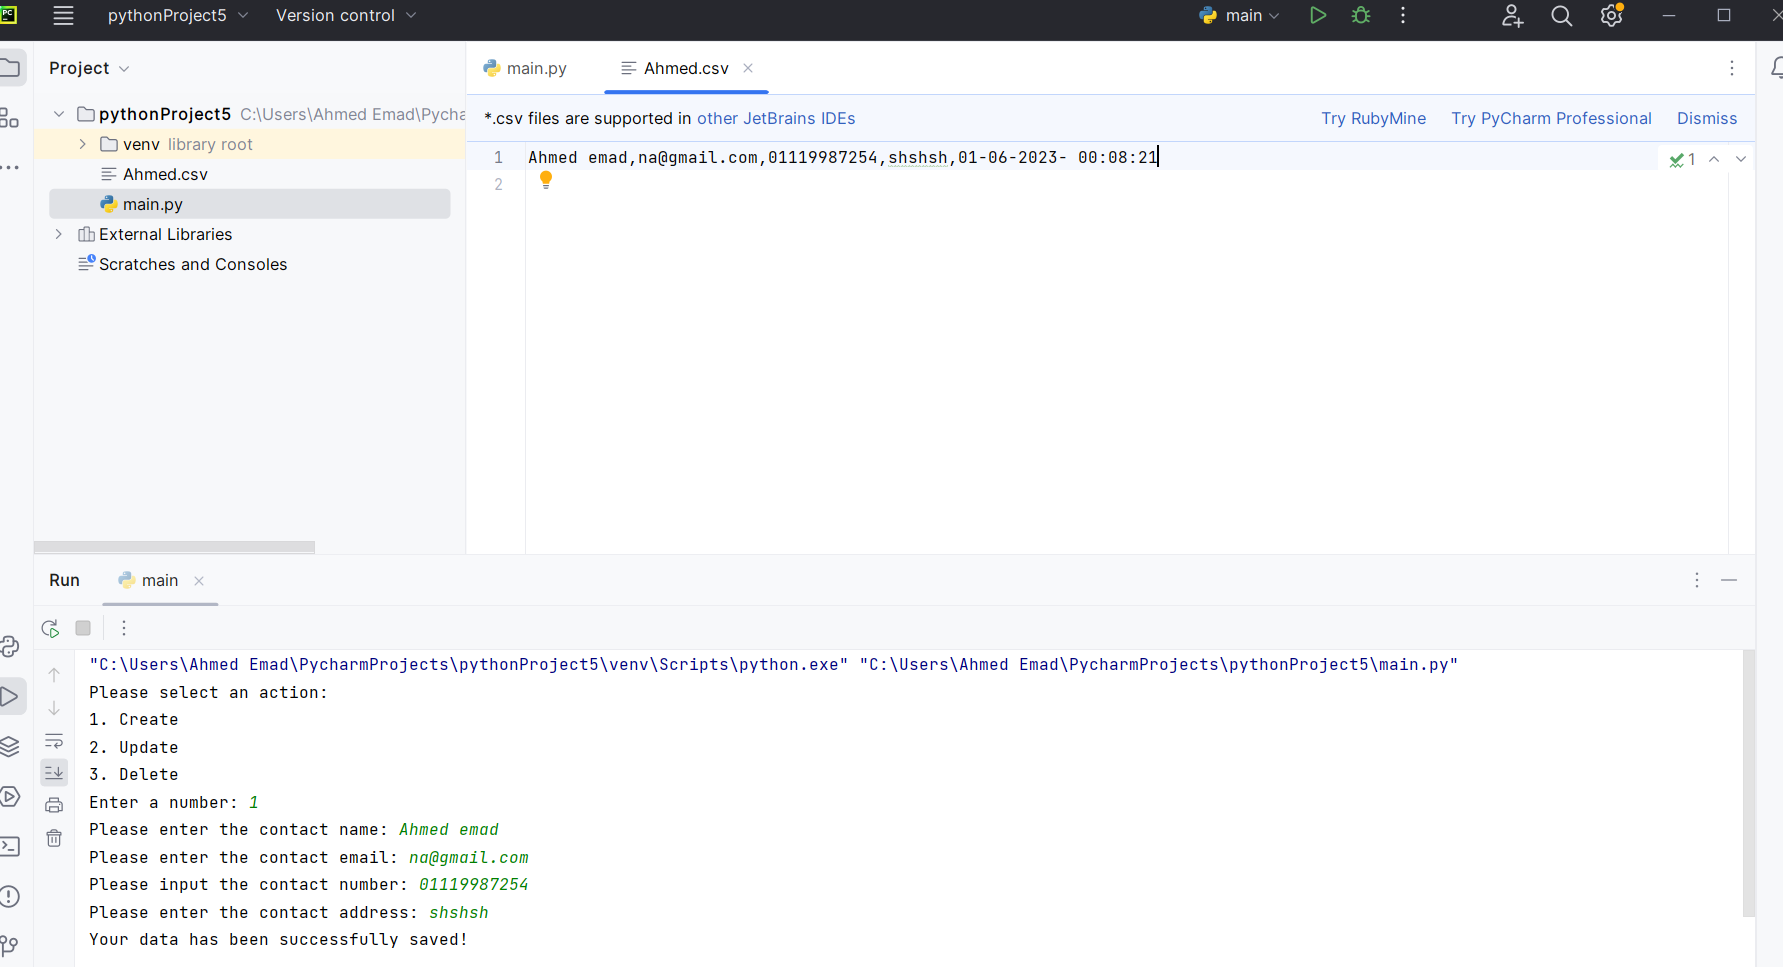 PC
pythonProject5
Version control
main
Project
main.py
Ahmed.csv
pythonProject5 C:\Users\Ahmed Emad\Pycha
*.csv files are supported in other JetBrains IDEs
Try RubyMine
Try PyCharm Professional
Dismiss
venv library root
1 Ahmed emad,na@gmail.com,01119987254,shshsh,01-06-2023- 00:08:21
1
2
Ahmed.csv
main.py
External Libraries
Scratches and Consoles
Run
main
"C:\Users\Ahmed Emad\PycharmProjects\pythonProject5\venv\Scripts\python.exe" "C:\Users\Ahmed Emad\PycharmProjects\pythonProject5\main.py"
Please select an action:
1. Create
2. Update
3. Delete
Enter a number: 1
Please enter the contact name: Ahmed emad
Please enter the contact email: na@gmail.com
Please input the contact number: 01119987254
Please enter the contact address: shshsh
Your data has been successfully saved!